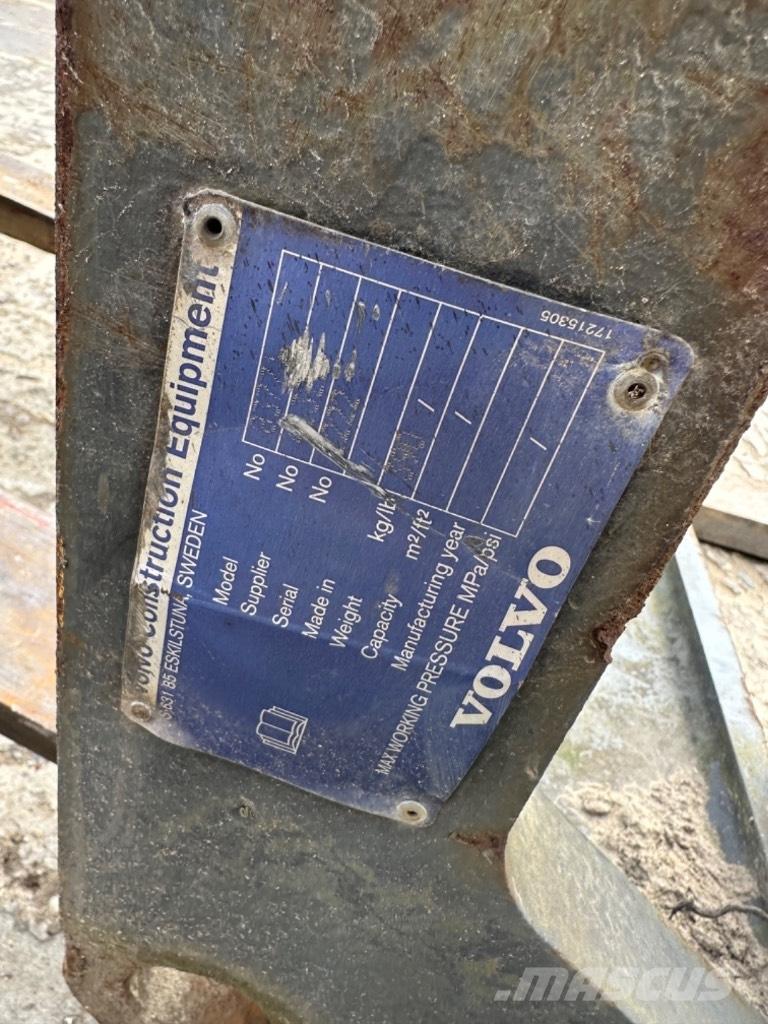 Volvo Construction Equipment
S 631 85 ESKILSTUNA, SWEDEN
Model No
Supplier No
Serial No
Made in
Weight kg/lb
Capacity m²/ft² /
Manufacturing year /
MAX WORKING PRESSURE MPa/psi /
VOLVO
17215305
MASCUS